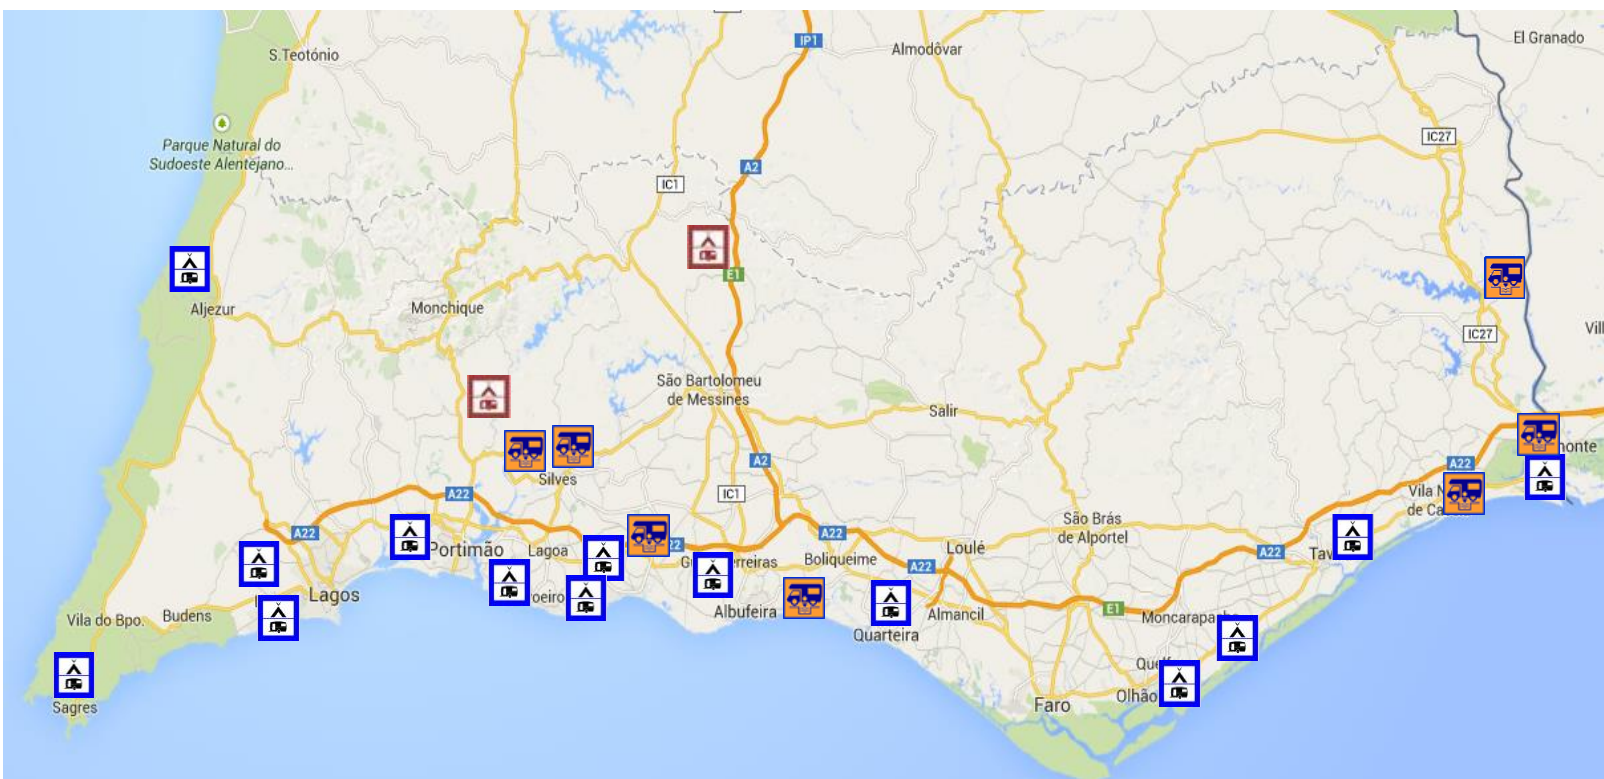 S.Teotónio
IP1
Almodôvar
El Granado
Parque Natural do
Sudoeste Alentejano...
A2
IC1
IC27
E1
Aljezur
Monchique
IC27
São Bartolomeu
de Messines
Salir
Silves
A2
A22
IC1
A22
Portimão
Lagoa
A22
Boliqueime
Loulé
São Brás
de Alportel
A22
A22
A22
de
Lagos
Vila do Bpo.
Budens
Albufeira
Quarteira
Almancil
E1
Sagres
Faro
Olhão